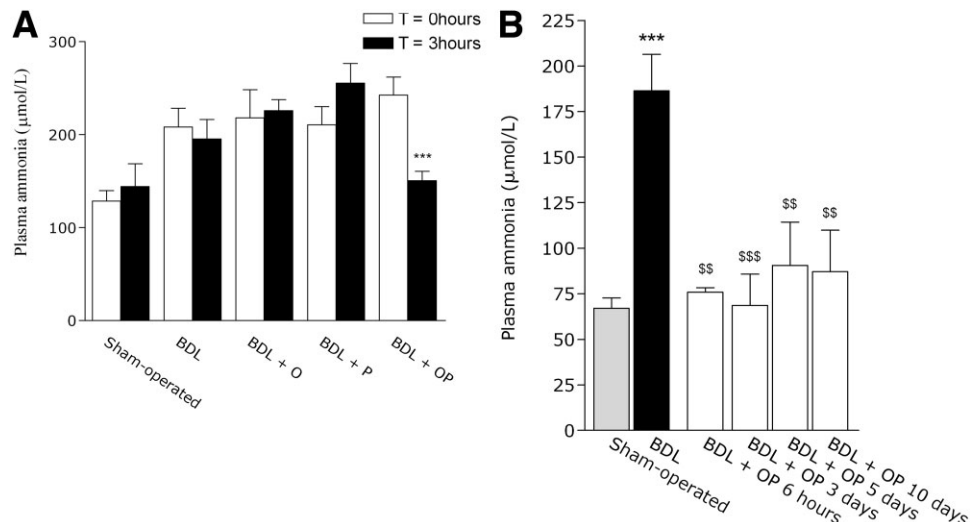 A
T = 0hours
T = 3hours
Plasma ammonia (μmol/L)
300
200
100
0
***
Sham-operated
BDL
BDL + O
BDL + P
BDL + OP
B
Plasma ammonia (μmol/L)
225
200
175
150
125
100
75
50
25
0
***
$$
$$$
$$
$$
Sham-operated
BDL
BDL + OP 6 hours
BDL + OP 3 days
BDL + OP 5 days
BDL + OP 10 days